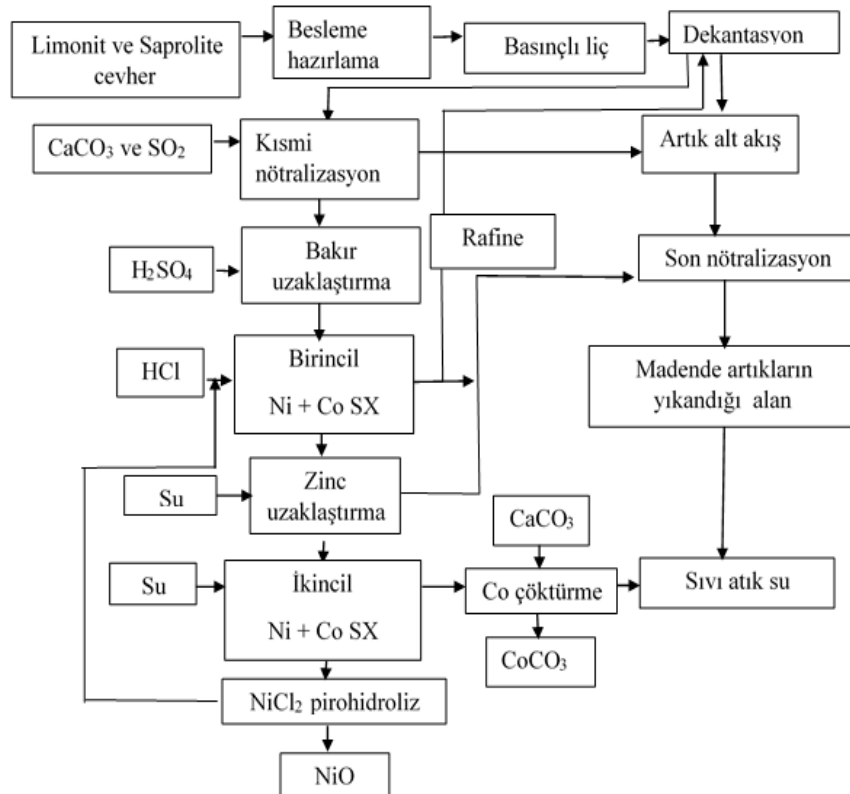 Limonit ve Saprolite
cevher
Besleme
hazırlama
Basınçlı liç
Dekantasyon
CaCO₃ ve SO₂
Kısmi
nötralizasyon
Artık alt akış
H₂SO₄
Bakır
uzaklaştırma
Rafine
Son nötralizasyon
HCl
Birincil
Ni + Co SX
Madende artıkların
yıkandığı alan
Su
Zinc
uzaklaştırma
CaCO₃
Su
İkincil
Ni + Co SX
Co çöktürme
Sıvı atık su
CoCO₃
NiCl₂ pirohidroliz
NiO